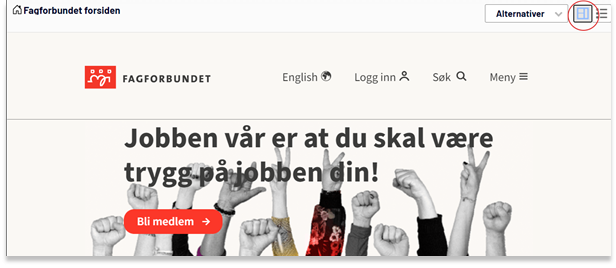 Fagforbundet forsiden
Alternativer
FAGFORBUNDET
English
Logg inn
Søk
Meny
Jobben vår er at du skal være
trygg på jobben din!
Bli medlem